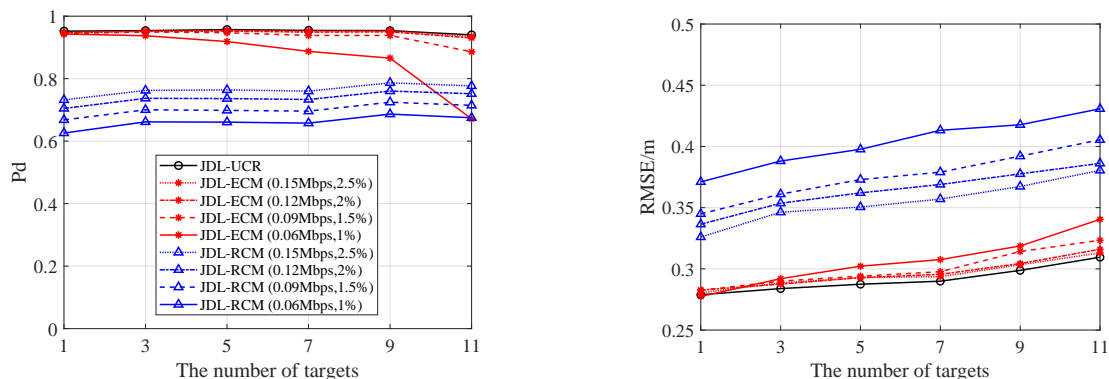 1
0.8
0.6
0.4
0.2
0
Pd
1 3 5 7 9 11
The number of targets
JDL-UCR
JDL-ECM (0.15Mbps,2.5%)
JDL-ECM (0.12Mbps,2%)
JDL-ECM (0.09Mbps,1.5%)
JDL-ECM (0.06Mbps,1%)
JDL-RCM (0.15Mbps,2.5%)
JDL-RCM (0.12Mbps,2%)
JDL-RCM (0.09Mbps,1.5%)
JDL-RCM (0.06Mbps,1%)
0.5
0.45
0.4
0.35
0.3
0.25
RMSE/m
1 3 5 7 9 11
The number of targets